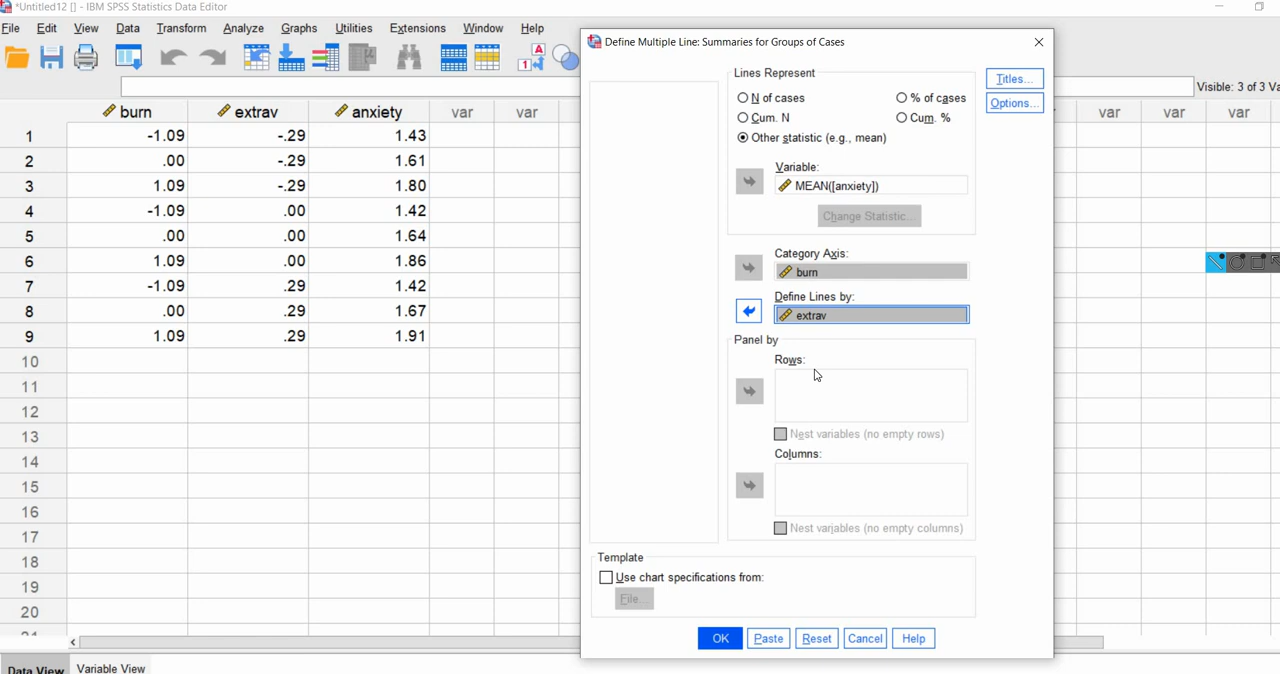 *Untitled12 [] - IBM SPSS Statistics Data Editor
File Edit View Data Transform Analyze Graphs Utilities Extensions Window Help
Visible: 3 of 3 Va
burn extrav anxiety var var var var var
1 -1.09 -.29 1.43
2 .00 -.29 1.61
3 1.09 -.29 1.80
4 -1.09 .00 1.42
5 .00 .00 1.64
6 1.09 .00 1.86
7 -1.09 .29 1.42
8 .00 .29 1.67
9 1.09 .29 1.91
10
11
12
13
14
15
16
17
18
19
20
Data View Variable View
Define Multiple Line: Summaries for Groups of Cases
Lines Represent
N of cases % of cases
Cum. N Cum. %
Other statistic (e.g., mean)
Variable:
MEAN([anxiety])
Change Statistic...
Category Axis:
burn
Define Lines by:
extrav
Panel by
Rows:
Nest variables (no empty rows)
Columns:
Nest variables (no empty columns)
Template
Use chart specifications from:
File...
Titles...
Options...
OK Paste Reset Cancel Help